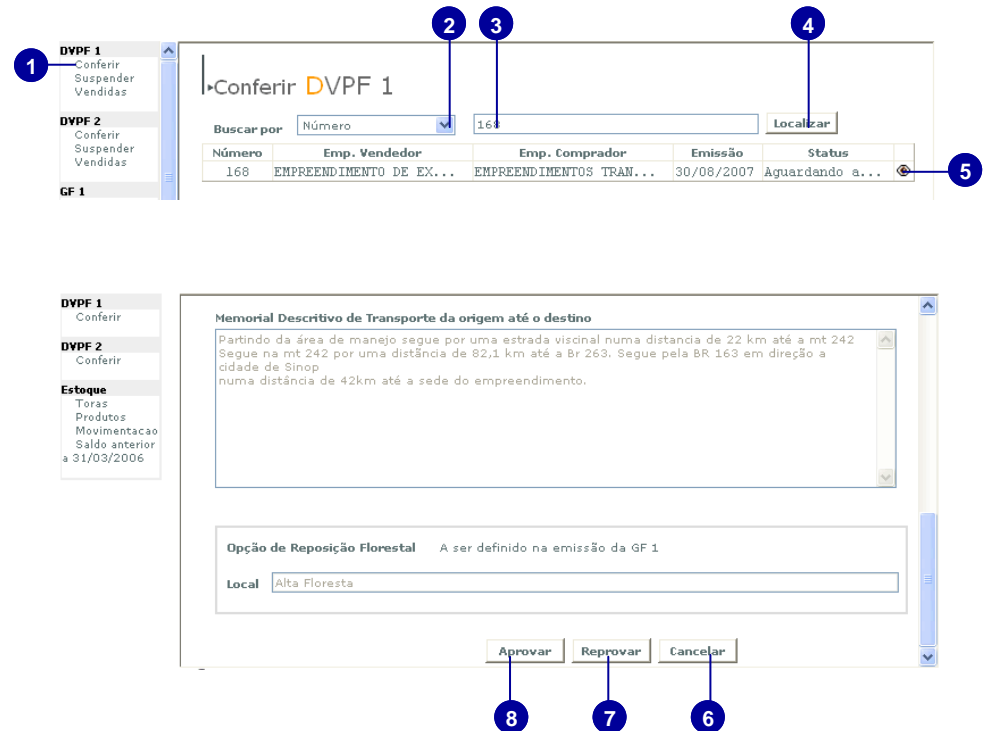 2
3
4
1
DVPF 1
Conferir
Suspender
Vendidas
DVPF 2
Conferir
Suspender
Vendidas
GF 1
Conferir DVPF 1
Buscar por Número 168 Localizar
Número Emp. Vendedor Emp. Comprador Emissão Status
168 EMPREENDIMENTO DE EX... EMPREENDIMENTOS TRAN... 30/08/2007 Aguardando a...
5
DVPF 1
Conferir
DVPF 2
Conferir
Estoque
Toras
Produtos
Movimentacao
Saldo anterior
a 31/03/2006
Memorial Descritivo de Transporte da origem até o destino
Partindo da área de manejo segue por uma estrada viscinal numa distancia de 22 km até a mt 242
Segue na mt 242 por uma distãncia de 82,1 km até a Br 263. Segue pela BR 163 em direção a
cidade de Sinop
numa distância de 42km até a sede do empreendimento.
Opção de Reposição Florestal A ser definido na emissão da GF 1
Local Alta Floresta
Aprovar Reprovar Cancelar
8
7
6